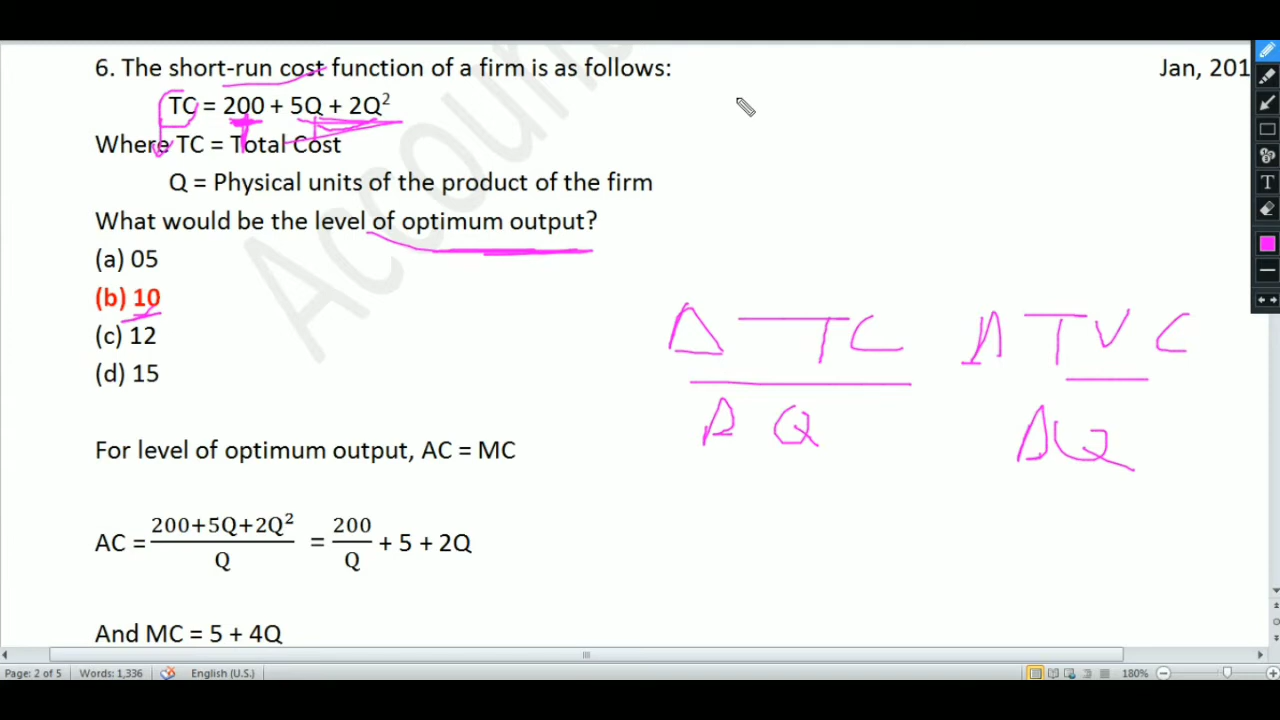 6. The short-run cost function of a firm is as follows:
Jan, 201
TC = 200 + 5Q + 2Q²
Where TC = Total Cost
Q = Physical units of the product of the firm
What would be the level of optimum output?
(a) 05
(b) 10
(c) 12
(d) 15
Δ TC Δ TVC
Δ Q ΔQ
For level of optimum output, AC = MC
AC = (200+5Q+2Q²)/Q = 200/Q + 5 + 2Q
And MC = 5 + 4Q
Page: 2 of 5 Words: 1,336 English (U.S.) 180%
Accoun